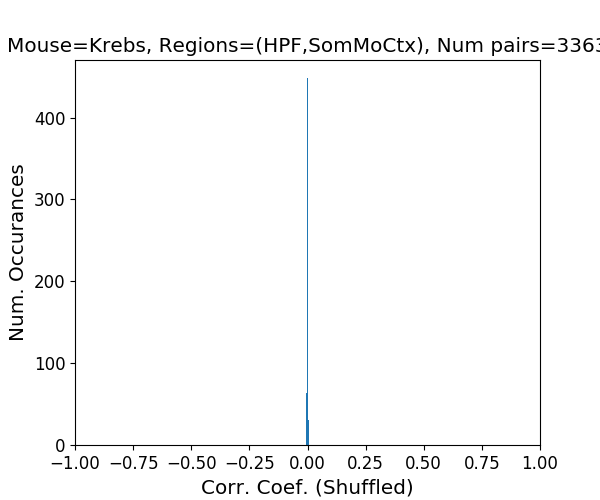 Mouse=Krebs, Regions=(HPF,SomMoCtx), Num pairs=3363
400
300
200
100
0
Num. Occurances
−1.00 −0.75 −0.50 −0.25 0.00 0.25 0.50 0.75 1.00
Corr. Coef. (Shuffled)